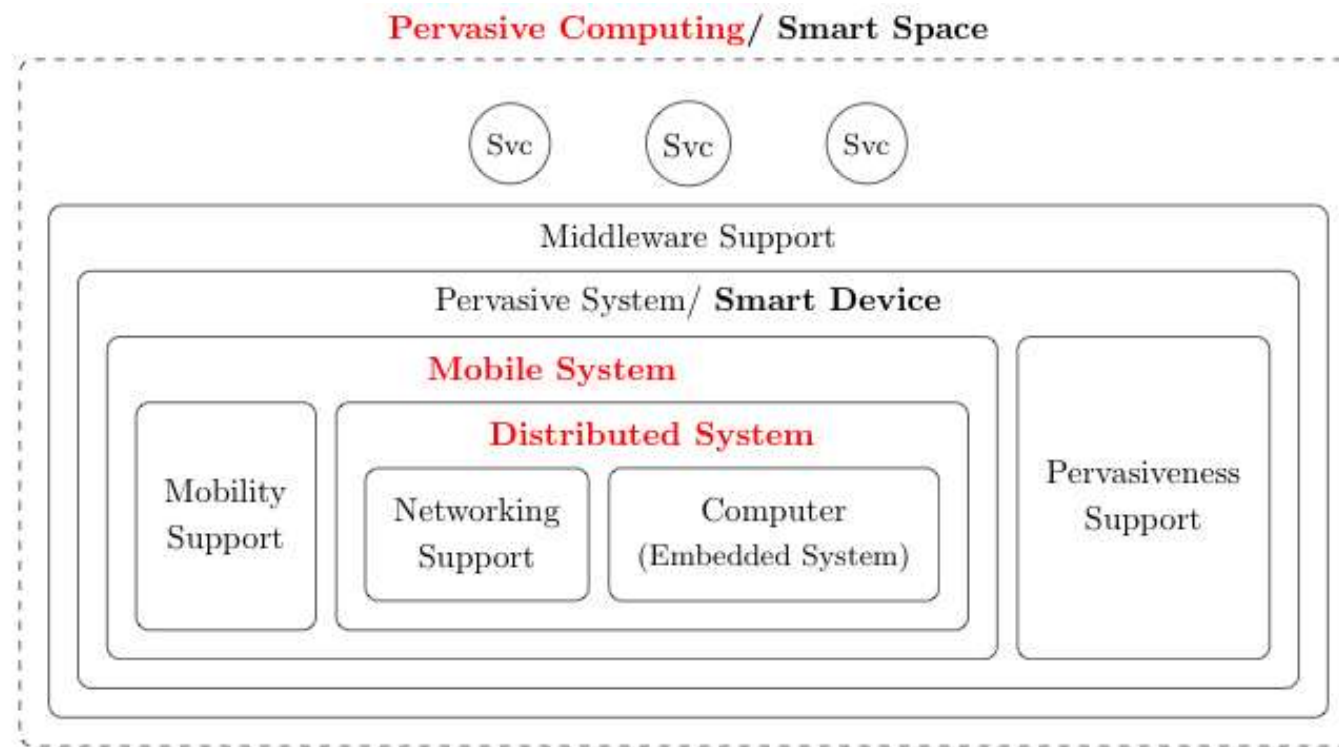 Pervasive Computing/ Smart Space
Svc
Svc
Svc
Middleware Support
Pervasive System/ Smart Device
Mobile System
Distributed System
Mobility
Support
Networking
Support
Computer
(Embedded System)
Pervasiveness
Support